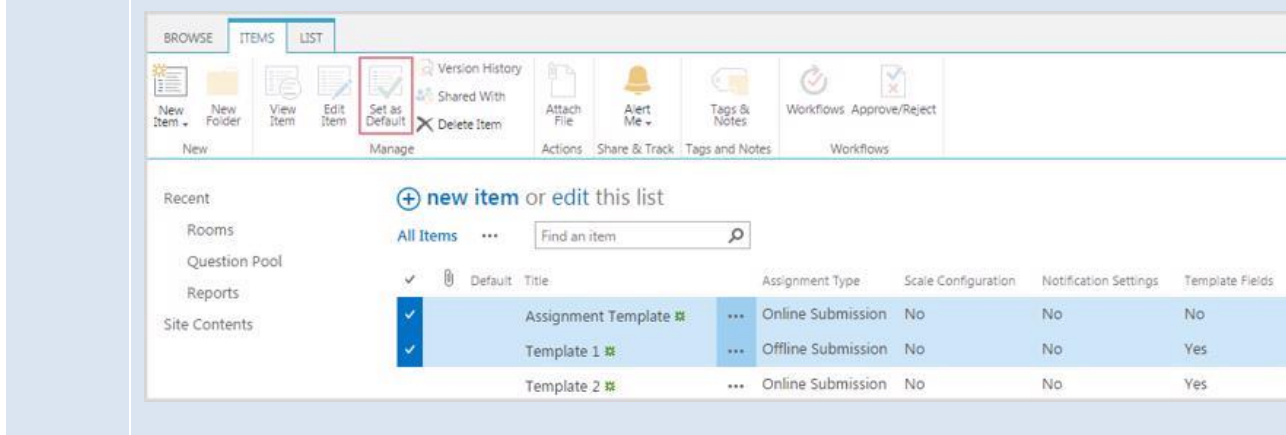 BROWSE ITEMS LIST
New Item
New Folder
View Item
Edit Item
Set as Default
Version History
Shared With
Delete Item
Attach File
Alert Me
Tags & Notes
Workflows
Approve/Reject
New
Manage
Actions
Share & Track
Tags and Notes
Workflows
Recent
Rooms
Question Pool
Reports
Site Contents
new item or edit this list
All Items ... Find an item
Default Title Assignment Type Scale Configuration Notification Settings Template Fields
Assignment Template ... Online Submission No No No
Template 1 ... Offline Submission No No Yes
Template 2 ... Online Submission No No Yes